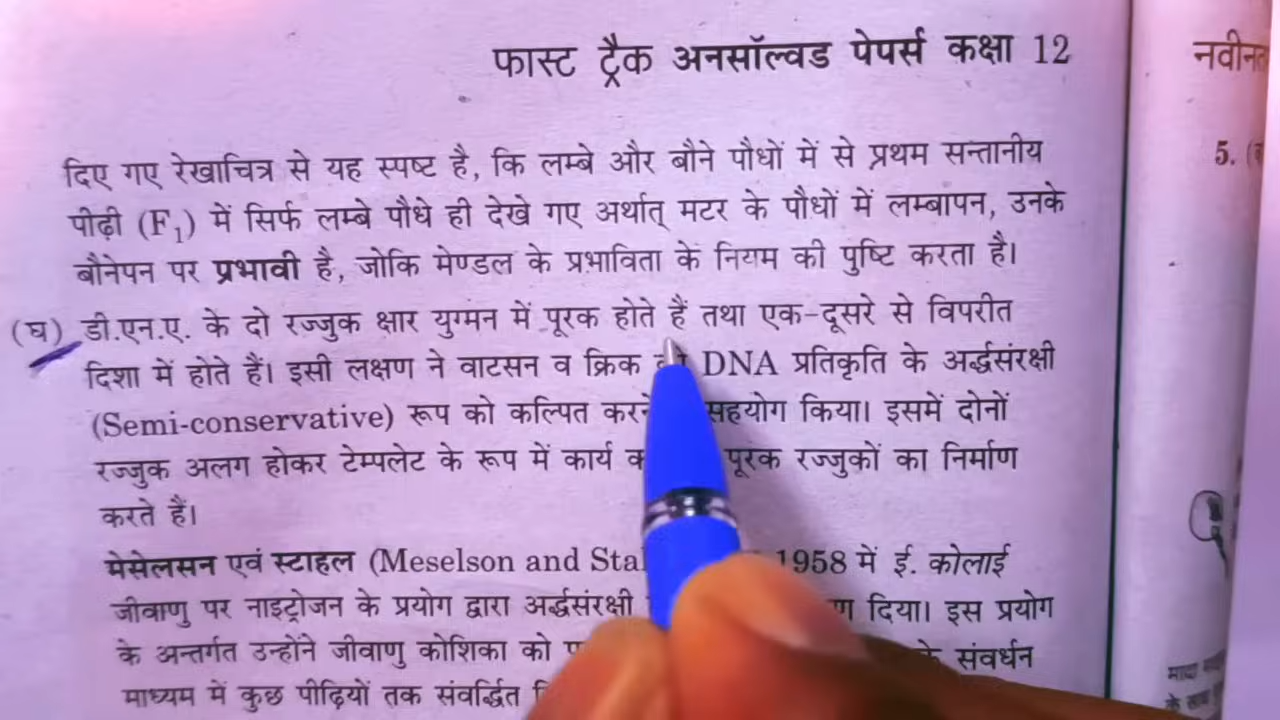 फास्ट ट्रैक अनसॉल्वड पेपर्स कक्षा 12
दिए गए रेखाचित्र से यह स्पष्ट है, कि लम्बे और बौने पौधों में से प्रथम सन्तानीय
पीढ़ी (F1) में सिर्फ लम्बे पौधे ही देखे गए अर्थात् मटर के पौधों में लम्बापन, उनके
बौनेपन पर प्रभावी है, जोकि मेण्डल के प्रभाविता के नियम की पुष्टि करता है।
(घ) डी.एन.ए. के दो रज्जुक क्षार युग्मन में पूरक होते हैं तथा एक-दूसरे से विपरीत
दिशा में होते हैं। इसी लक्षण ने वाटसन व क्रिक DNA प्रतिकृति के अर्द्धसंरक्षी
(Semi-conservative) रूप को कल्पित करने सहयोग किया। इसमें दोनों
रज्जुक अलग होकर टेम्पलेट के रूप में कार्य पूरक रज्जुकों का निर्माण
करते हैं।
मेसेलसन एवं स्टाहल (Meselson and 1958 में ई. कोलाई
जीवाणु पर नाइट्रोजन के प्रयोग द्वारा अर्द्धसंरक्षी दिया। इस प्रयोग
के अन्तर्गत उन्होंने जीवाणु कोशिका को के संवर्धन
माध्यम में कुछ पीढ़ियों तक संवर्द्धित
5.